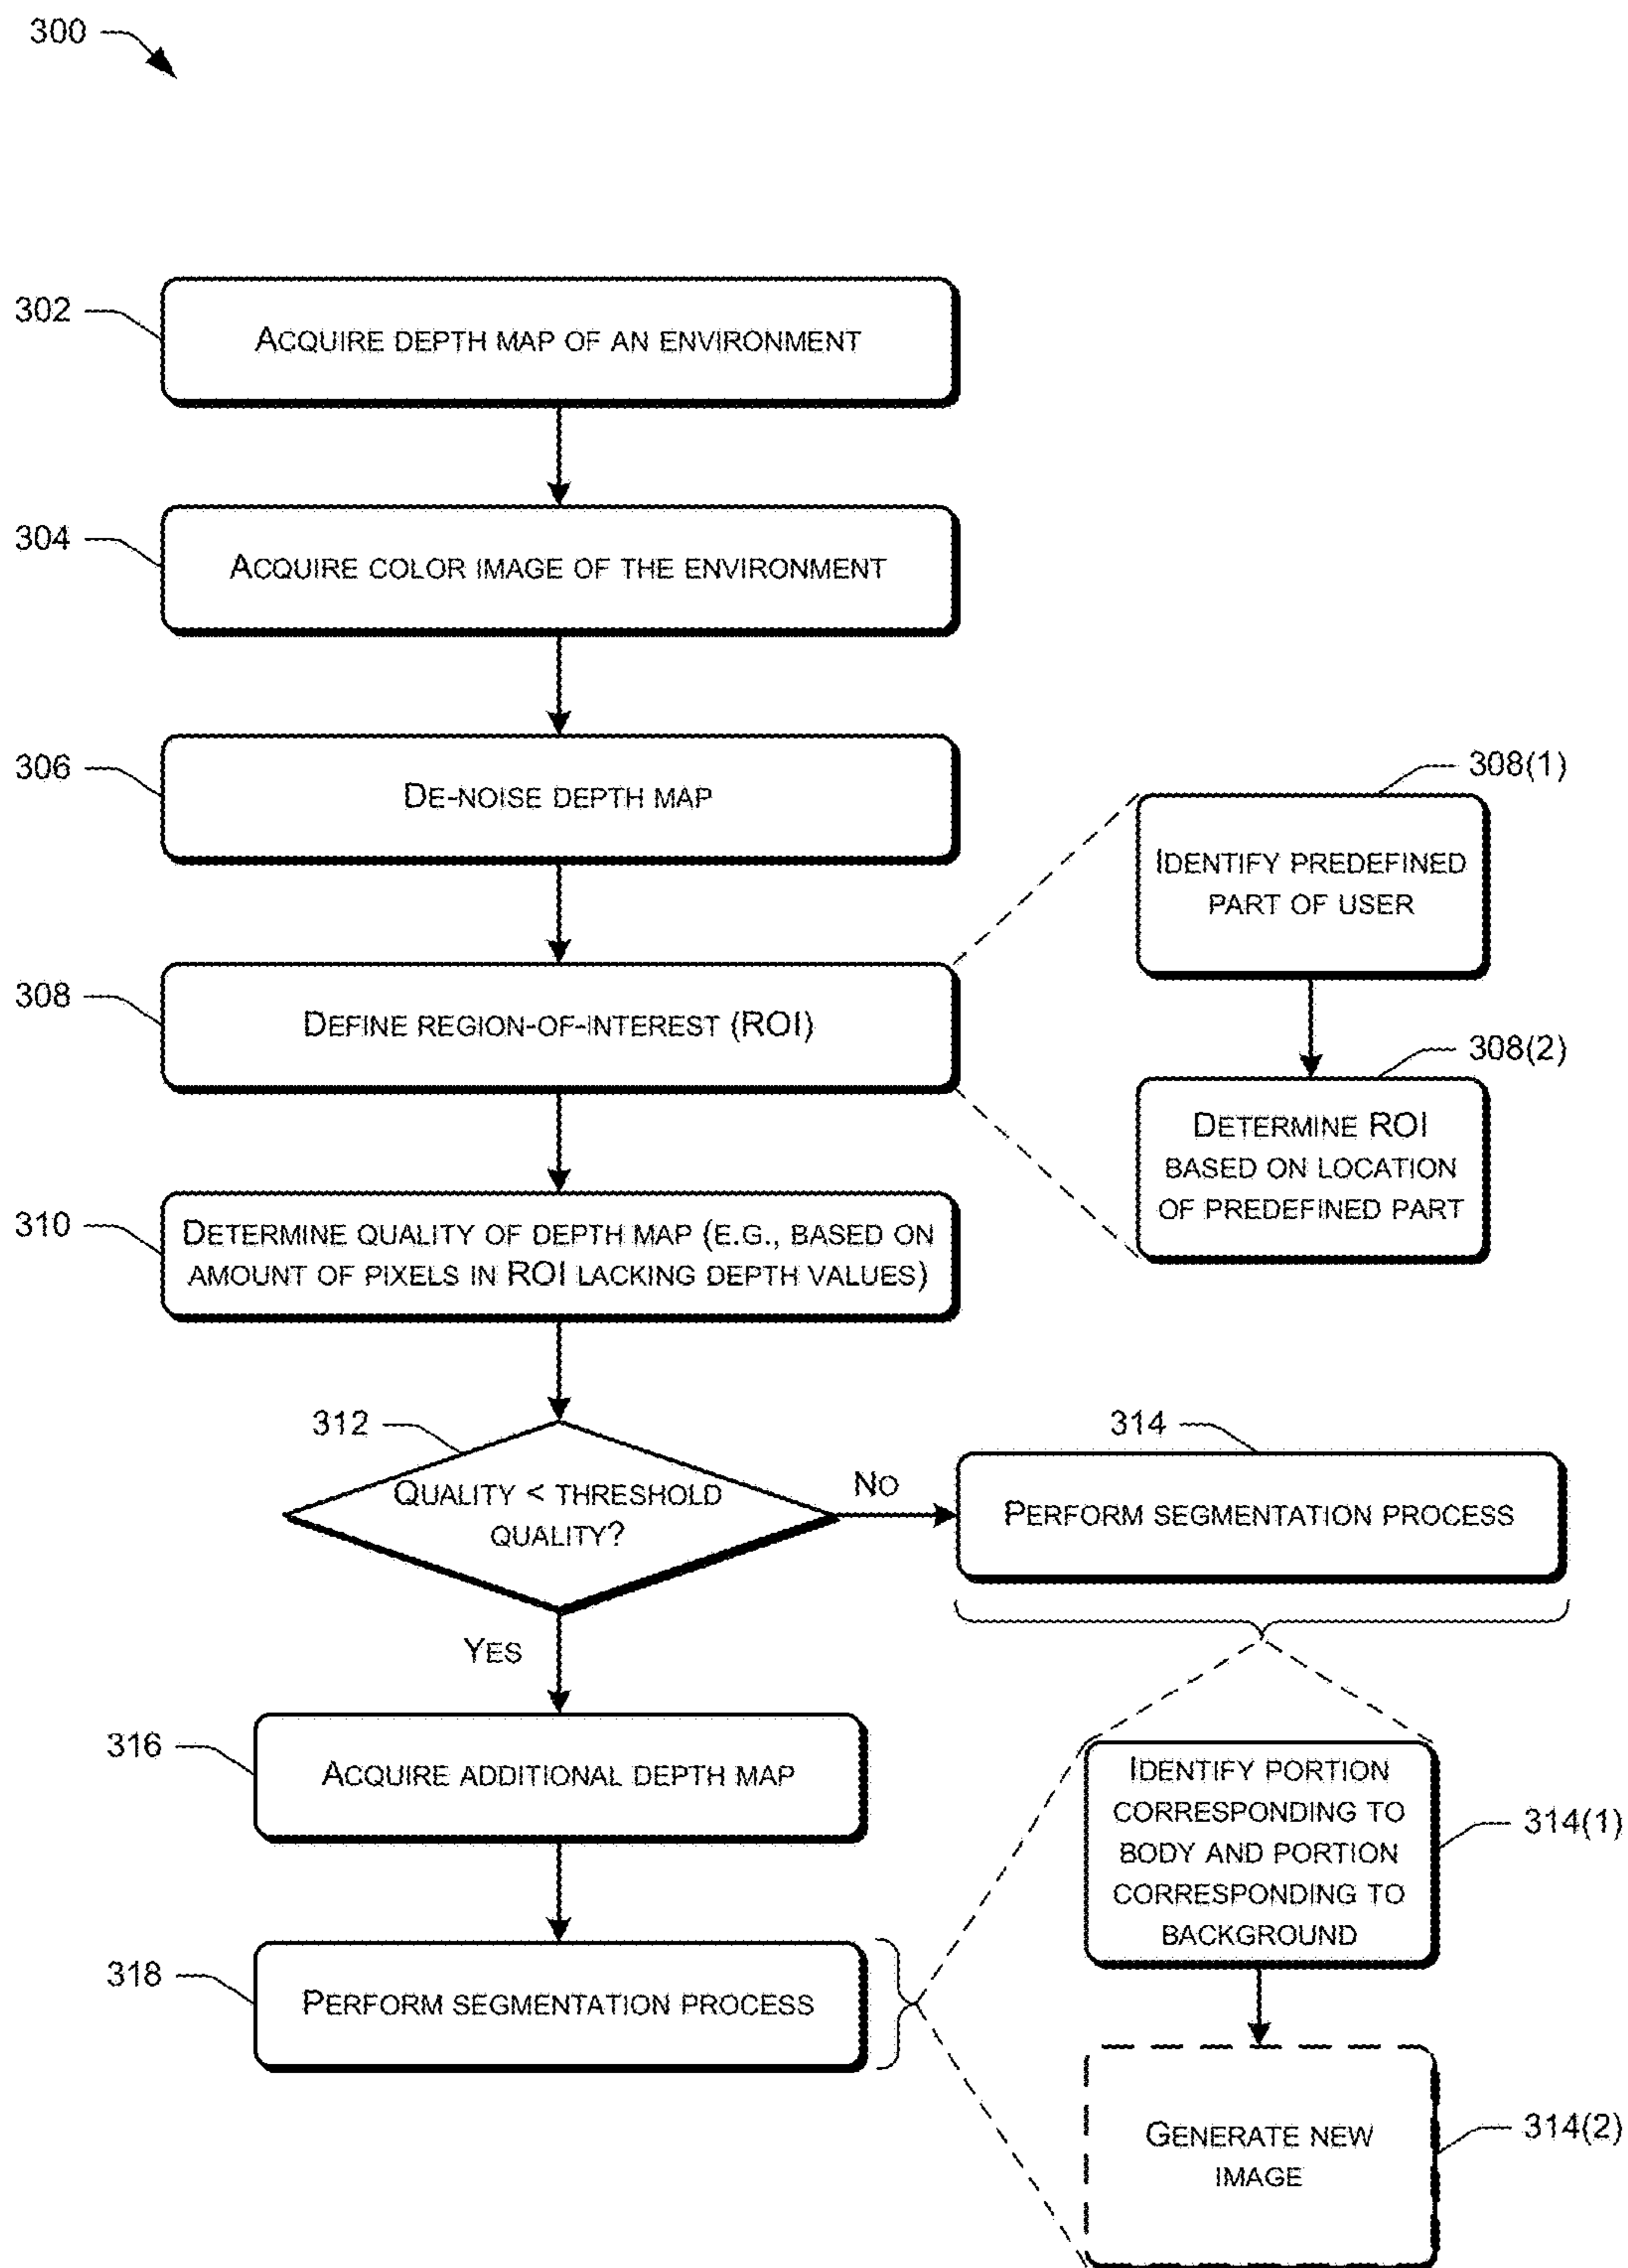 300
302
ACQUIRE DEPTH MAP OF AN ENVIRONMENT
304
ACQUIRE COLOR IMAGE OF THE ENVIRONMENT
306
DE-NOISE DEPTH MAP
308(1)
IDENTIFY PREDEFINED
PART OF USER
308
DEFINE REGION-OF-INTEREST (ROI)
308(2)
DETERMINE ROI
BASED ON LOCATION
OF PREDEFINED PART
310
DETERMINE QUALITY OF DEPTH MAP (E.G., BASED ON
AMOUNT OF PIXELS IN ROI LACKING DEPTH VALUES)
312
QUALITY < THRESHOLD
QUALITY?
NO
314
PERFORM SEGMENTATION PROCESS
YES
316
ACQUIRE ADDITIONAL DEPTH MAP
318
PERFORM SEGMENTATION PROCESS
314(1)
IDENTIFY PORTION
CORRESPONDING TO
BODY AND PORTION
CORRESPONDING TO
BACKGROUND
314(2)
GENERATE NEW
IMAGE